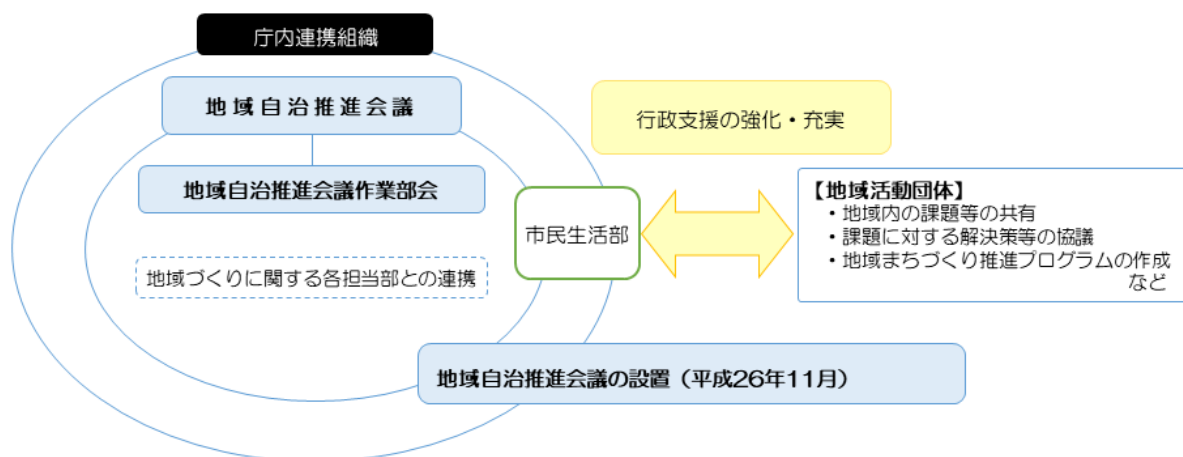 庁内連携組織
地域自治推進会議
行政支援の強化・充実
地域自治推進会議作業部会
市民生活部
【地域活動団体】
・地域内の課題等の共有
・課題に対する解決策等の協議
・地域まちづくり推進プログラムの作成
など
地域づくりに関する各担当部との連携
地域自治推進会議の設置（平成26年11月）